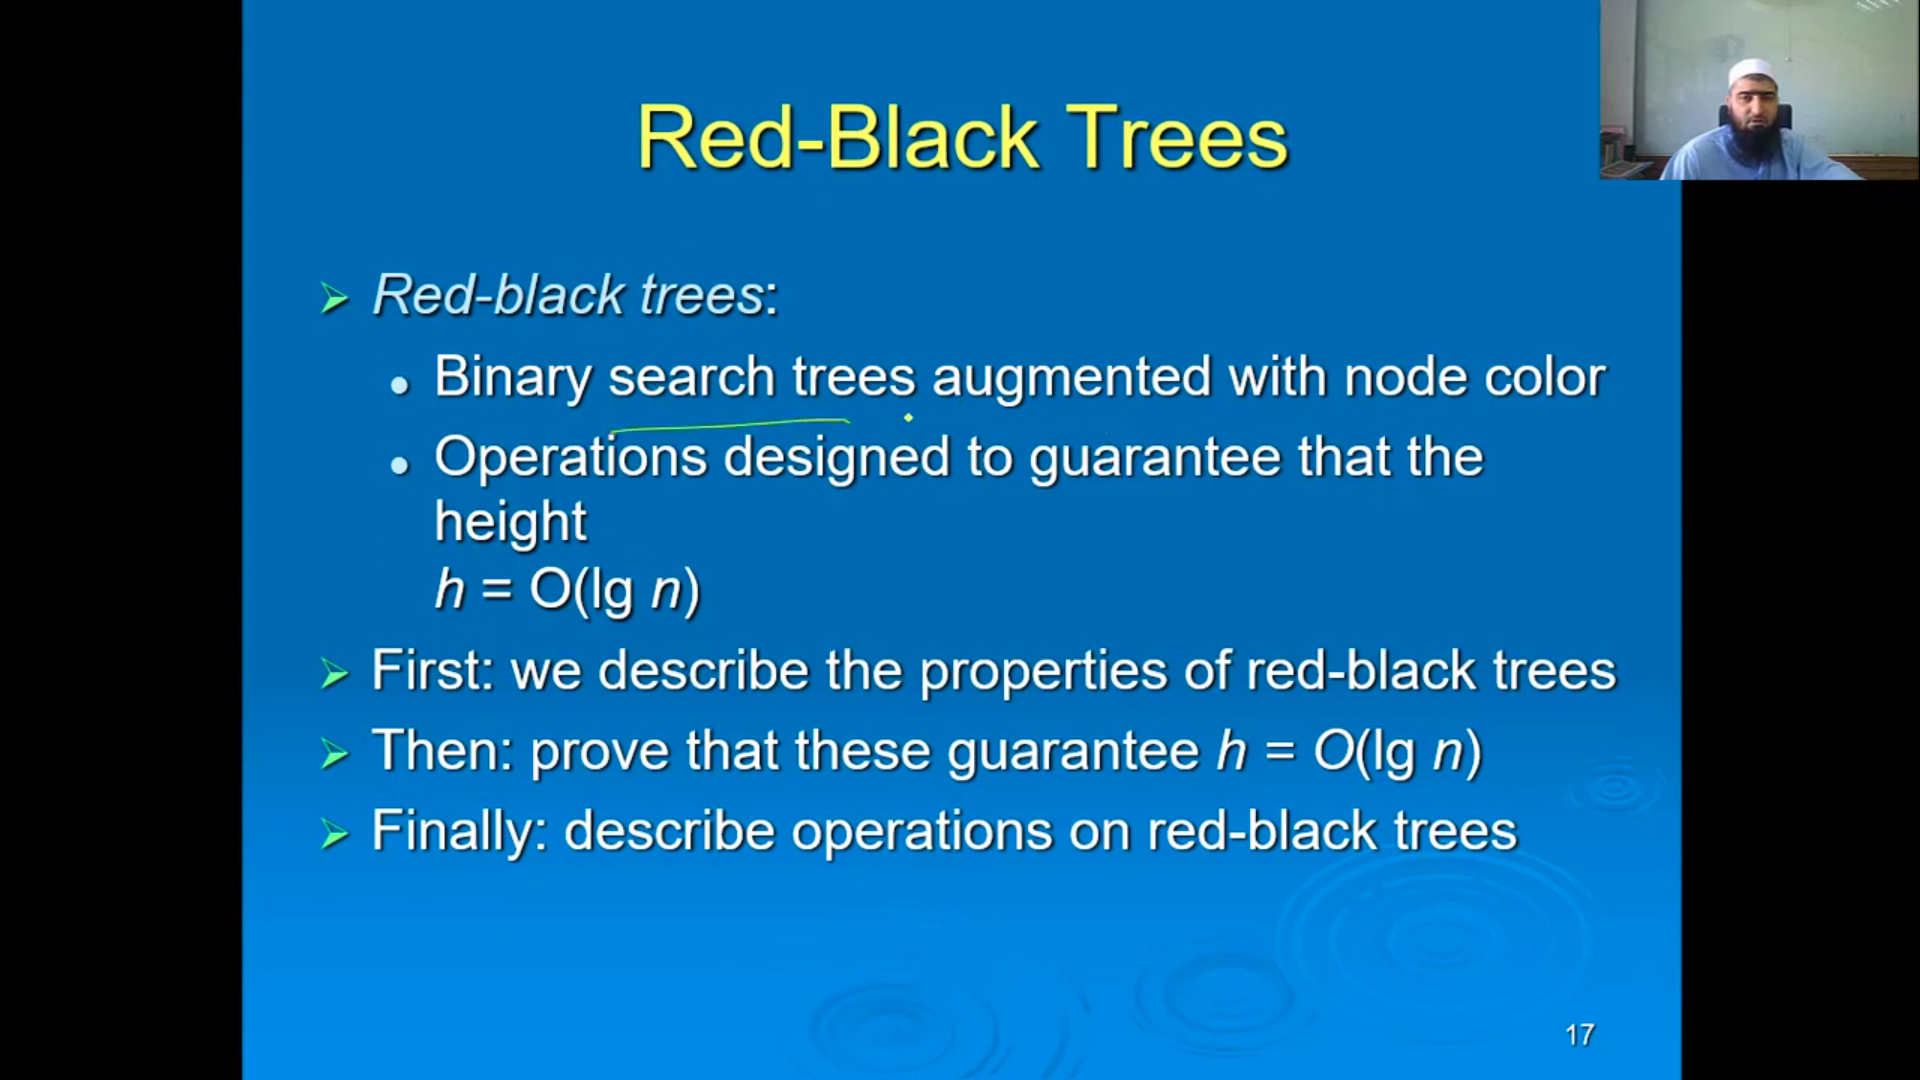 Red-Black Trees
Red-black trees:
Binary search trees augmented with node color
Operations designed to guarantee that the
height
h = O(lg n)
First: we describe the properties of red-black trees
Then: prove that these guarantee h = O(lg n)
Finally: describe operations on red-black trees
17